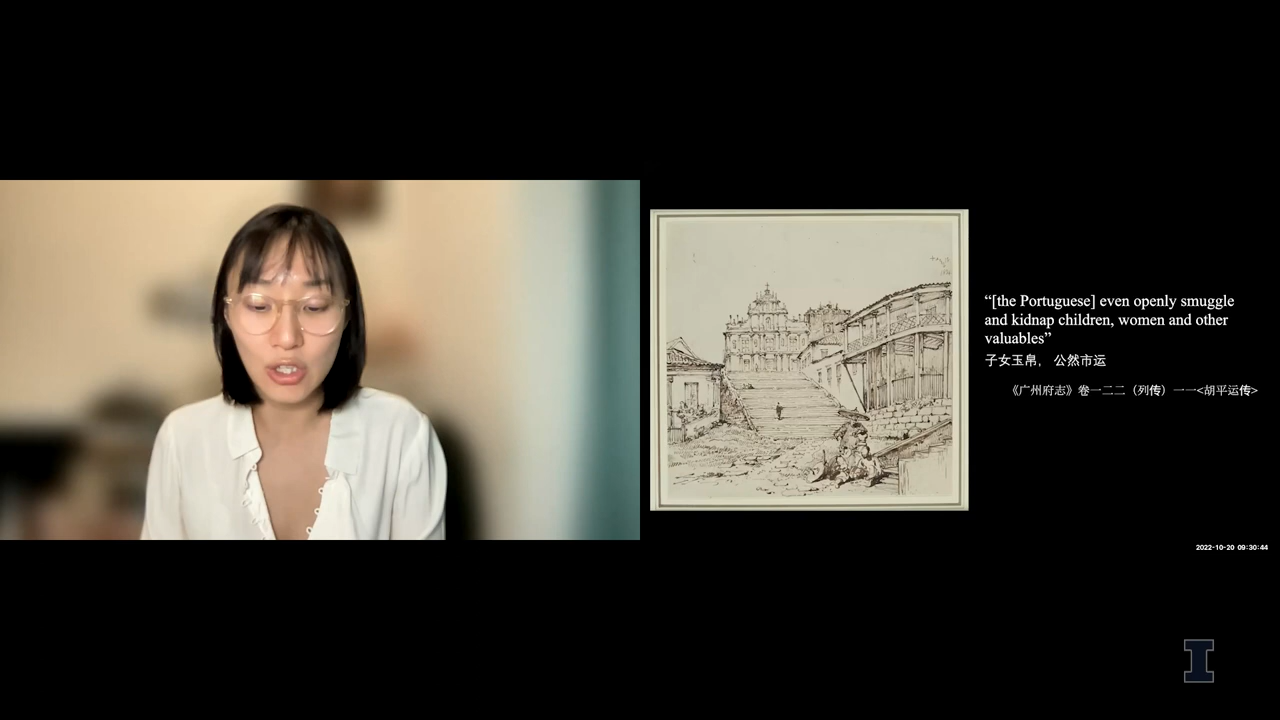 “[the Portuguese] even openly smuggle
and kidnap children, women and other
valuables”
子女玉帛， 公然市运
《广州府志》卷一二二（列传）一一<胡平运传>
2022-10-20 09:30:44
I